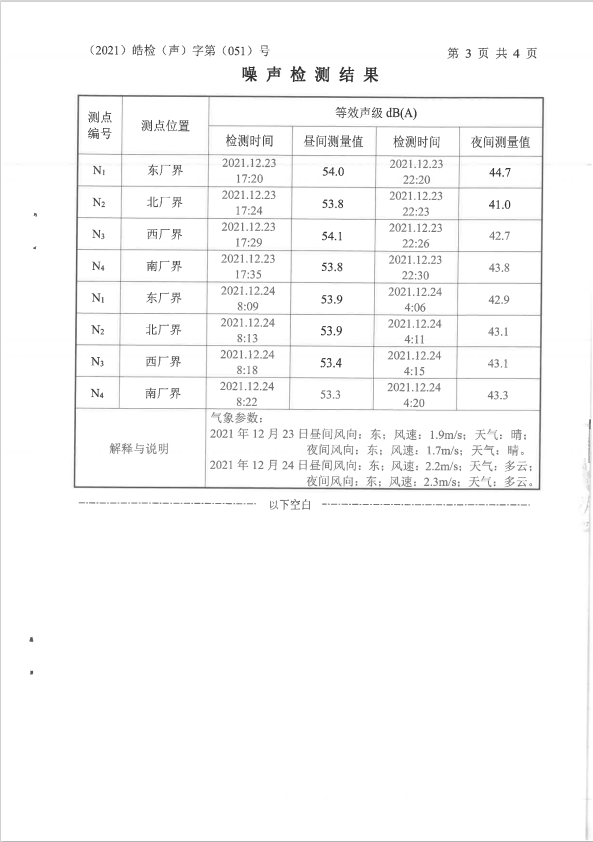 （2021）皓检（声）字第（051）号
第 3 页 共 4 页
噪声检测结果
测点编号 测点位置 等效声级 dB(A)
检测时间 昼间测量值 检测时间 夜间测量值
N1 东厂界 2021.12.23 17:20 54.0 2021.12.23 22:20 44.7
N2 北厂界 2021.12.23 17:24 53.8 2021.12.23 22:23 41.0
N3 西厂界 2021.12.23 17:29 54.1 2021.12.23 22:26 42.7
N4 南厂界 2021.12.23 17:35 53.8 2021.12.23 22:30 43.8
N1 东厂界 2021.12.24 8:09 53.9 2021.12.24 4:06 42.9
N2 北厂界 2021.12.24 8:13 53.9 2021.12.24 4:11 43.1
N3 西厂界 2021.12.24 8:18 53.4 2021.12.24 4:15 43.1
N4 南厂界 2021.12.24 8:22 53.3 2021.12.24 4:20 43.3
解释与说明
气象参数：
2021 年 12 月 23 日昼间风向：东；风速：1.9m/s；天气：晴；
夜间风向：东；风速：1.7m/s；天气：晴。
2021 年 12 月 24 日昼间风向：东；风速：2.2m/s；天气：多云；
夜间风向：东；风速：2.3m/s；天气：多云。
以下空白